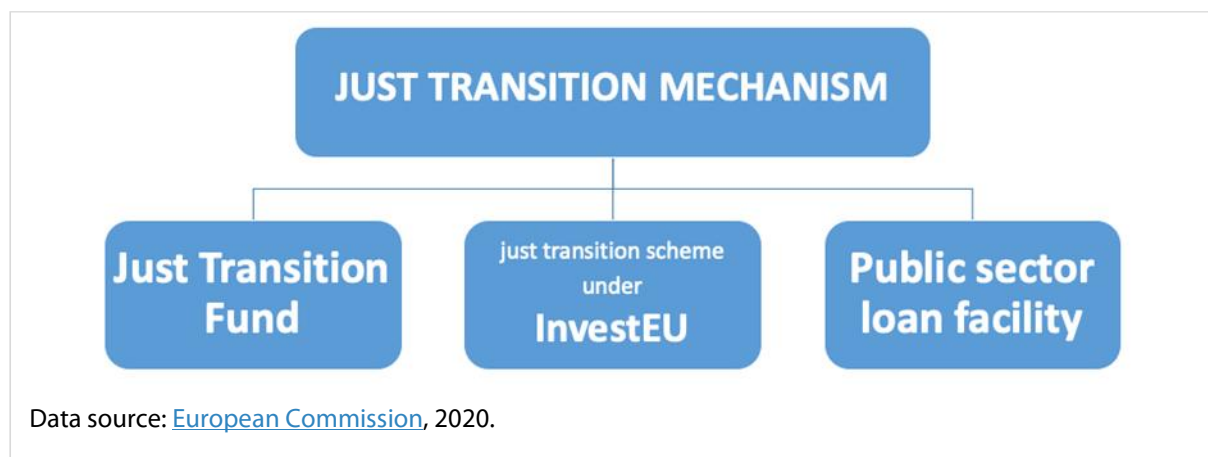 JUST TRANSITION MECHANISM
Just Transition
Fund
just transition scheme
under
InvestEU
Public sector
loan facility
Data source: European Commission, 2020.